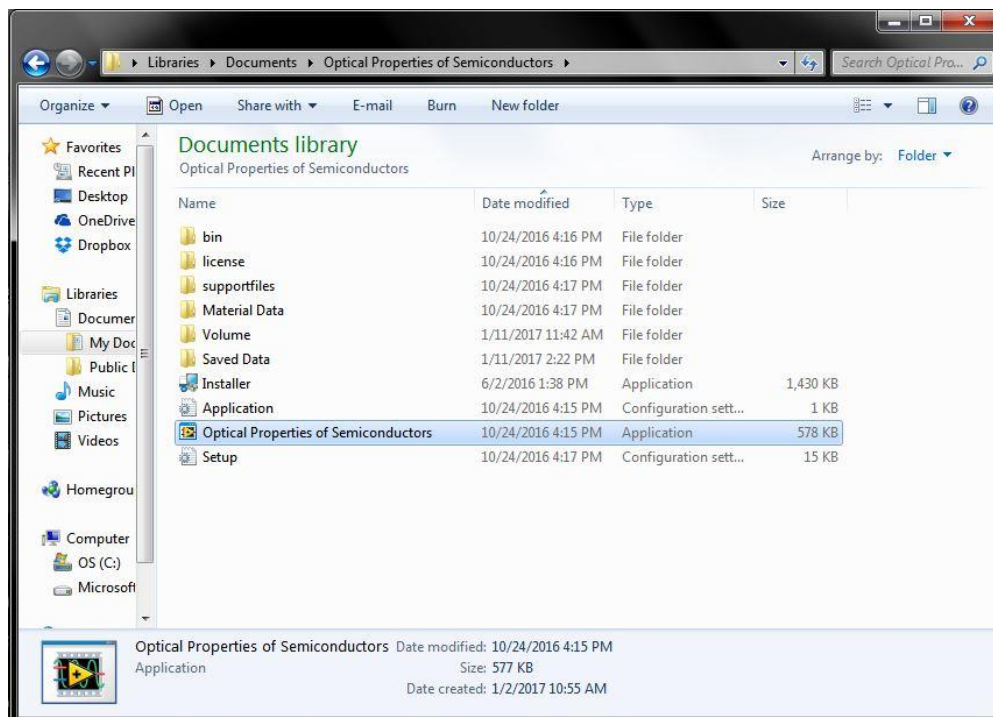 Libraries Documents Optical Properties of Semiconductors
Search Optical Pro...
Organize Open Share with E-mail Burn New folder
Favorites
Recent Pl
Desktop
OneDrive
Dropbox
Libraries
Documer
My Doc
Public D
Music
Pictures
Videos
Homegrou
Computer
OS (C:)
Microsoft
Documents library
Optical Properties of Semiconductors
Arrange by: Folder
Name Date modified Type Size
bin 10/24/2016 4:16 PM File folder
license 10/24/2016 4:16 PM File folder
supportfiles 10/24/2016 4:17 PM File folder
Material Data 10/24/2016 4:17 PM File folder
Volume 1/11/2017 11:42 AM File folder
Saved Data 1/11/2017 2:22 PM File folder
Installer 6/2/2016 1:38 PM Application 1,430 KB
Application 10/24/2016 4:15 PM Configuration sett... 1 KB
Optical Properties of Semiconductors 10/24/2016 4:15 PM Application 578 KB
Setup 10/24/2016 4:17 PM Configuration sett... 15 KB
Optical Properties of Semiconductors Date modified: 10/24/2016 4:15 PM
Application Size: 577 KB
Date created: 1/2/2017 10:55 AM